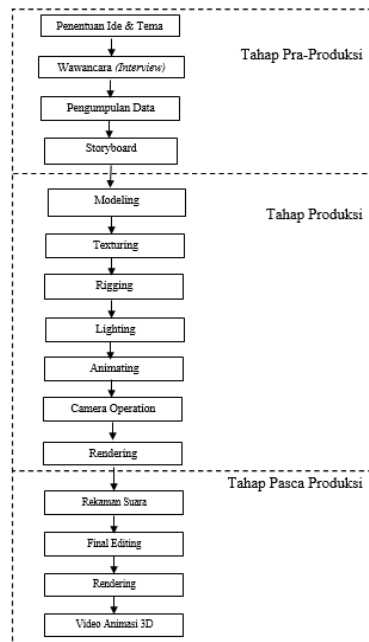 Penentuan Ide & Tema
Tahap Pra-Produksi
Wawancara (Interview)
Pengumpulan Data
Storyboard
Modeling
Tahap Produksi
Texturing
Rigging
Lighting
Animating
Camera Operation
Rendering
Tahap Pasca Produksi
Rekaman Suara
Final Editing
Rendering
Video Animasi 3D